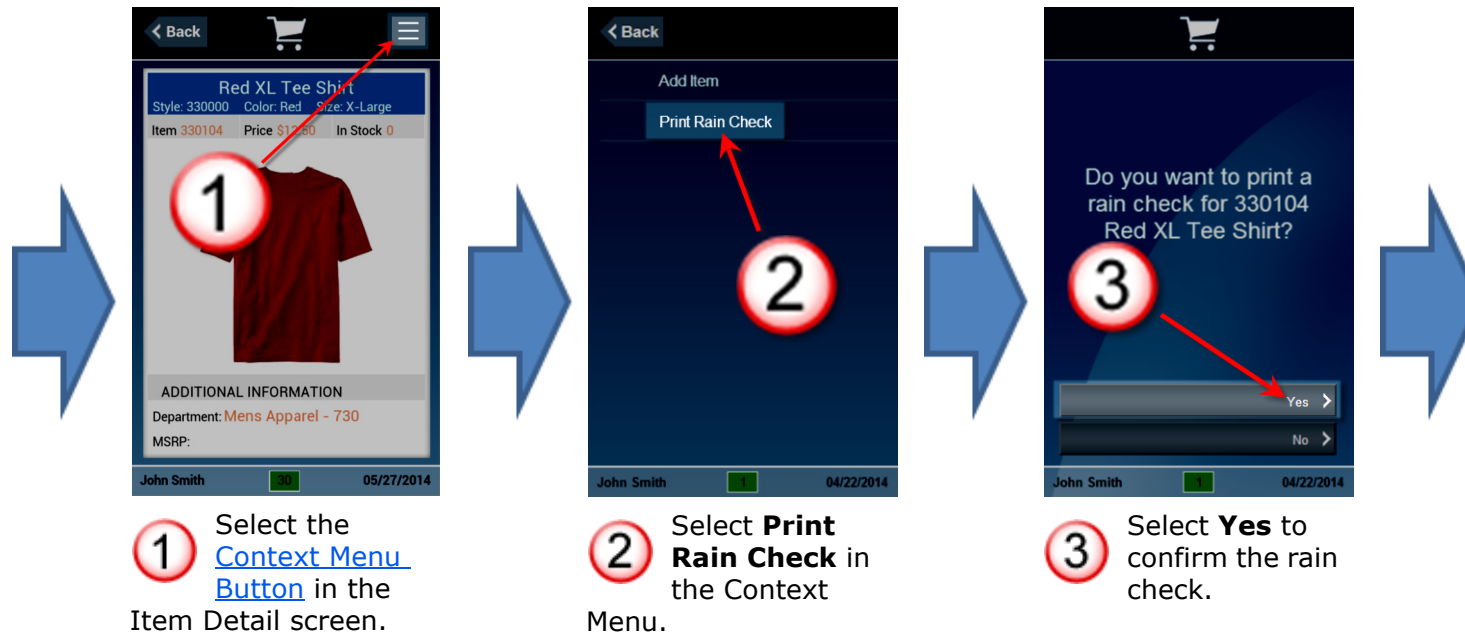 Back
Red XL Tee Shirt
Style: 330000 Color: Red Size: X-Large
Item 330104 Price $12.80 In Stock 0
1
ADDITIONAL INFORMATION
Department: Mens Apparel - 730
MSRP:
John Smith 30 05/27/2014
1 Select the
Context Menu
Button in the
Item Detail screen.
Back
Add Item
Print Rain Check
2
John Smith 1 04/22/2014
2 Select Print
Rain Check in
the Context
Menu.
Do you want to print a
rain check for 330104
Red XL Tee Shirt?
3
Yes
No
John Smith 1 04/22/2014
3 Select Yes to
confirm the rain
check.